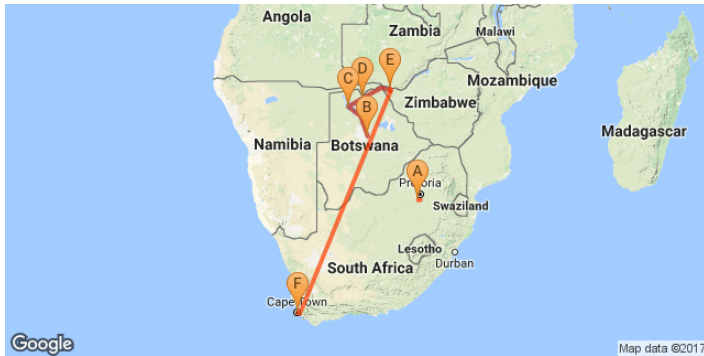 Angola
Zambia
Malawi
Mozambique
Zimbabwe
Madagascar
Namibia
Botswana
C
D
E
B
A
Pretoria
Swaziland
Lesotho
Durban
South Africa
F
Cape Town
Google
Map data ©2017